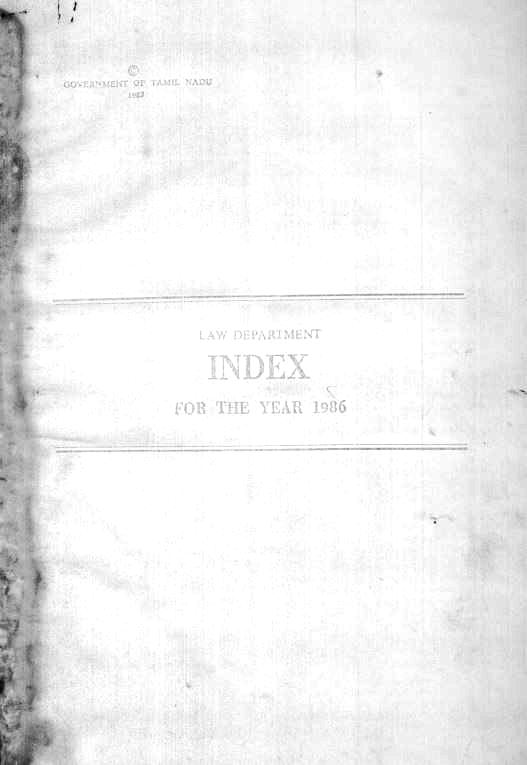 ©
GOVERNMENT OF TAMIL NADU
LAW DEPARTMENT
INDEX
FOR THE YEAR 1986